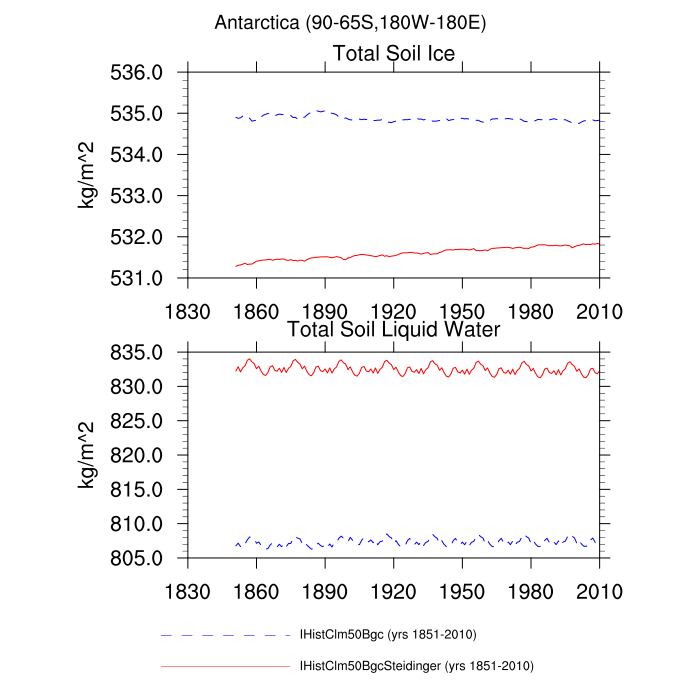 Antarctica (90-65S,180W-180E)
Total Soil Ice
536.0
535.0
534.0
533.0
532.0
531.0
kg/m^2
1830 1860 1890 1920 1950 1980 2010
Total Soil Liquid Water
835.0
830.0
825.0
820.0
815.0
810.0
805.0
kg/m^2
1830 1860 1890 1920 1950 1980 2010
IHistClm50Bgc (yrs 1851-2010)
IHistClm50BgcSteidinger (yrs 1851-2010)